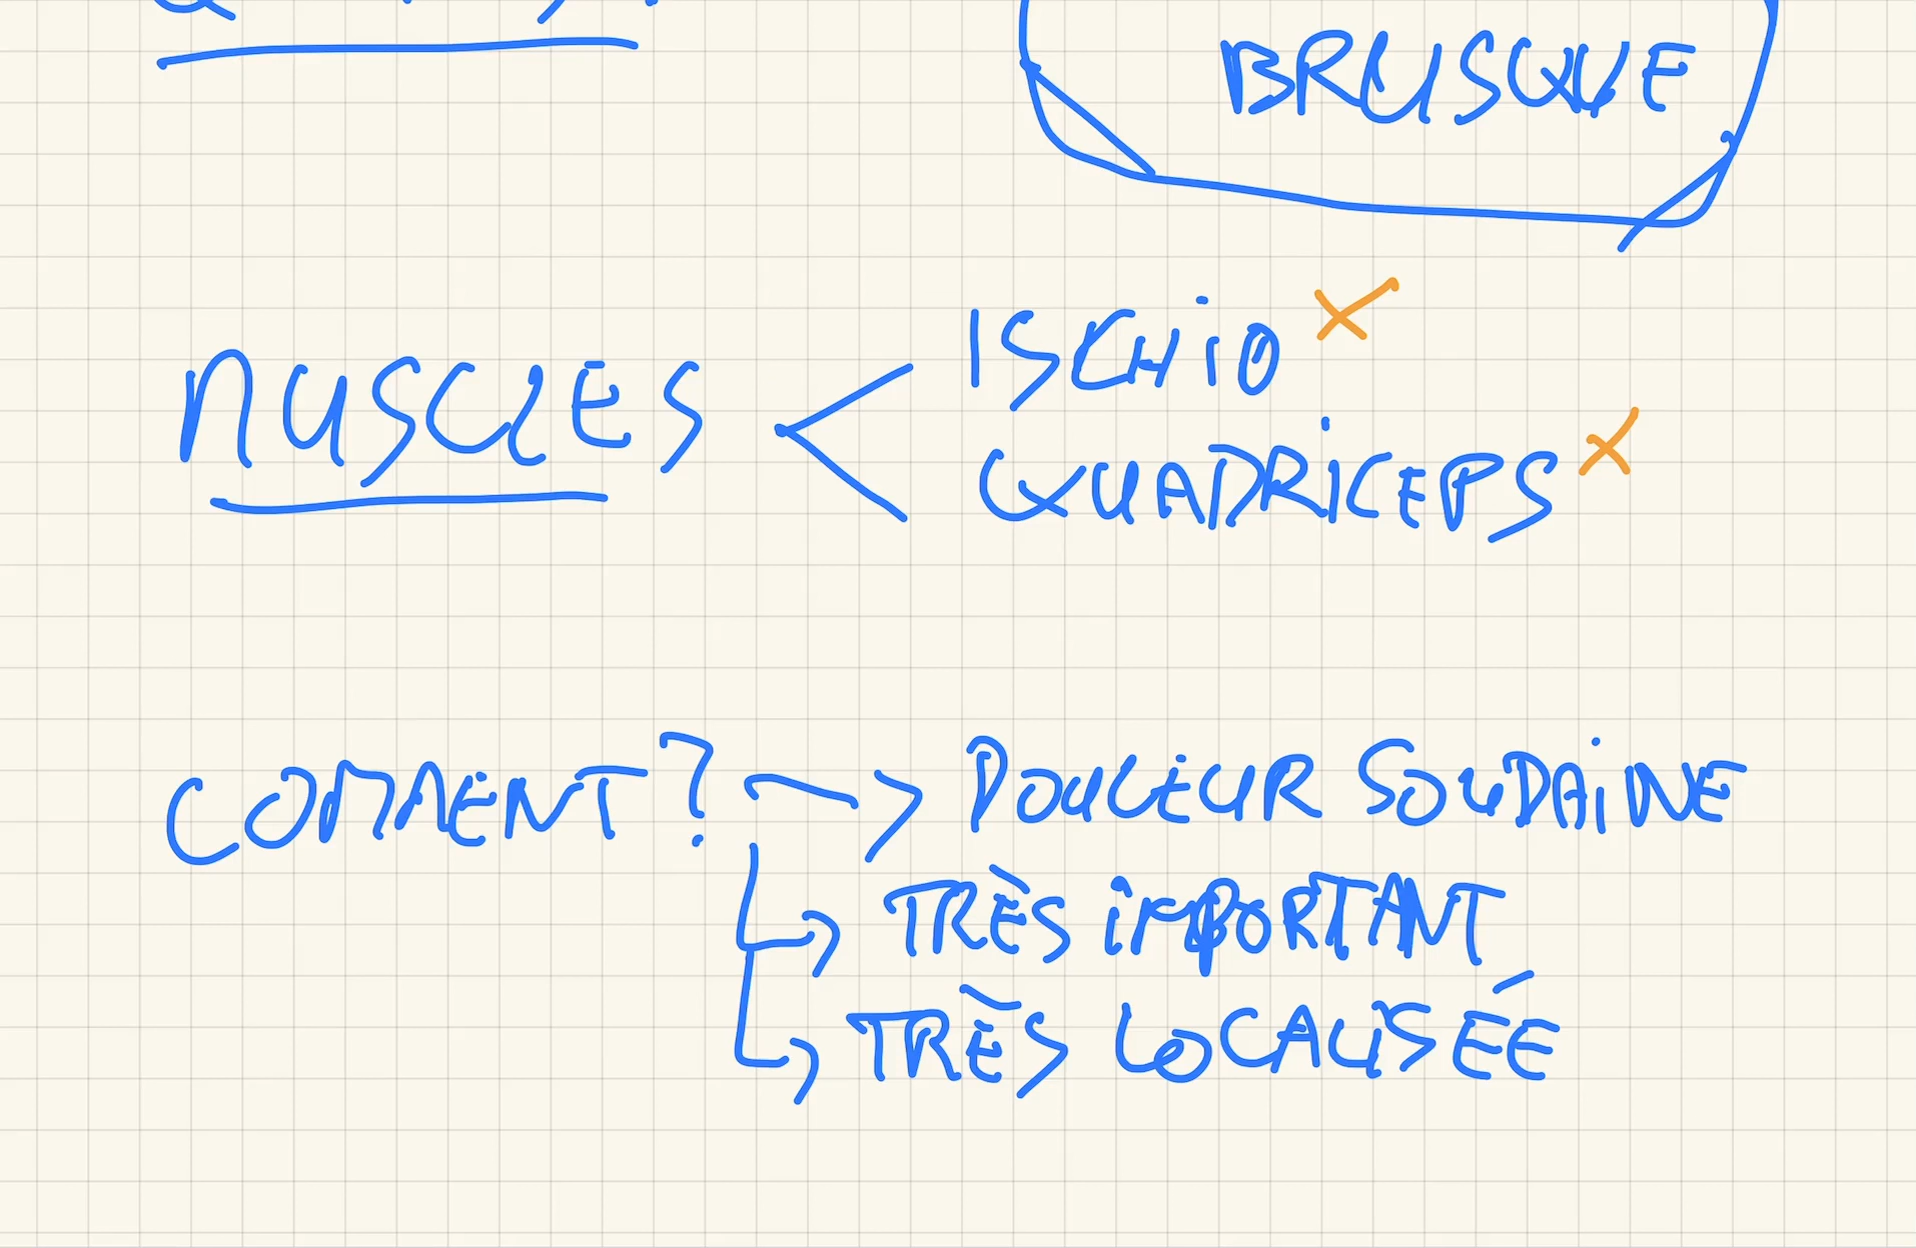 BRUSQUE
MUSCLES < ISCHIO
QUADRICEPS
COMMENT ? → DOULEUR SOUDAINE
TRÈS IMPORTANT
TRÈS LOCALISÉE